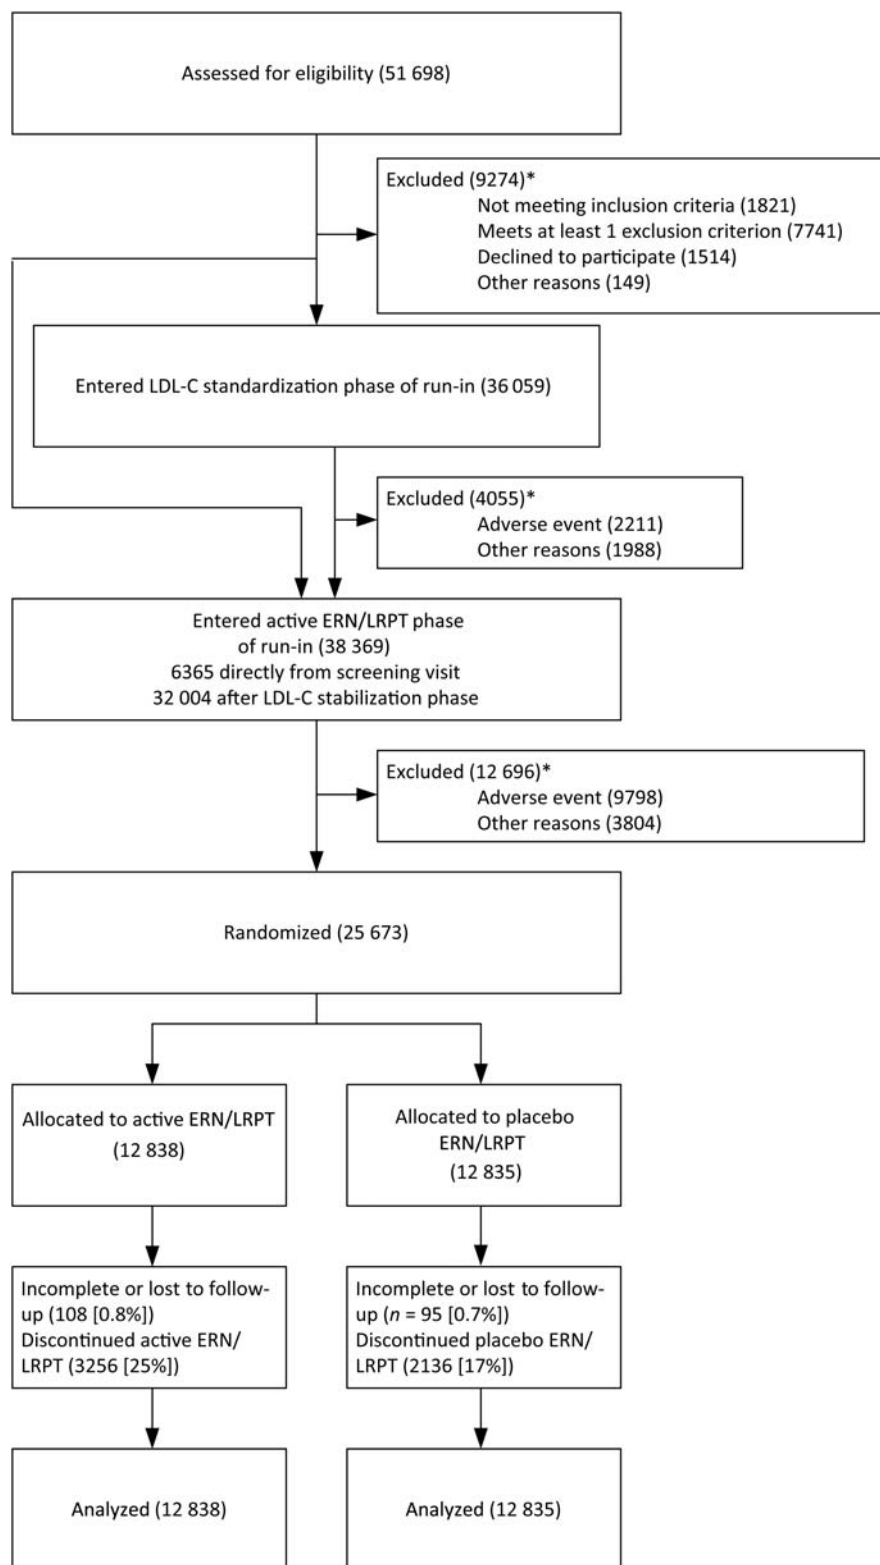 Assessed for eligibility (51 698)
Excluded (9274)*
Not meeting inclusion criteria (1821)
Meets at least 1 exclusion criterion (7741)
Declined to participate (1514)
Other reasons (149)
Entered LDL-C standardization phase of run-in (36 059)
Excluded (4055)*
Adverse event (2211)
Other reasons (1988)
Entered active ERN/LRPT phase
of run-in (38 369)
6365 directly from screening visit
32 004 after LDL-C stabilization phase
Excluded (12 696)*
Adverse event (9798)
Other reasons (3804)
Randomized (25 673)
Allocated to active ERN/LRPT
(12 838)
Allocated to placebo
ERN/LRPT
(12 835)
Incomplete or lost to follow-
up (108 [0.8%])
Discontinued active ERN/
LRPT (3256 [25%])
Incomplete or lost to follow-
up (n = 95 [0.7%])
Discontinued placebo ERN/
LRPT (2136 [17%])
Analyzed (12 838)
Analyzed (12 835)